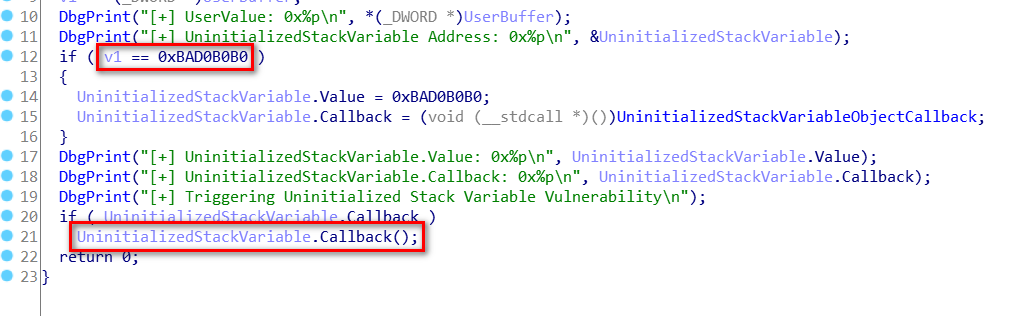 10 DbgPrint("[+] UserValue: 0x%p\n", *(_DWORD *)UserBuffer);
11 DbgPrint("[+] UninitializedStackVariable Address: 0x%p\n", &UninitializedStackVariable);
12 if ( v1 == 0xBAD0B0B0 )
13 {
14 UninitializedStackVariable.Value = 0xBAD0B0B0;
15 UninitializedStackVariable.Callback = (void (__stdcall *)())UninitializedStackVariableObjectCallback;
16 }
17 DbgPrint("[+] UninitializedStackVariable.Value: 0x%p\n", UninitializedStackVariable.Value);
18 DbgPrint("[+] UninitializedStackVariable.Callback: 0x%p\n", UninitializedStackVariable.Callback);
19 DbgPrint("[+] Triggering Uninitialized Stack Variable Vulnerability\n");
20 if ( UninitializedStackVariable.Callback )
21 UninitializedStackVariable.Callback();
22 return 0;
23 }